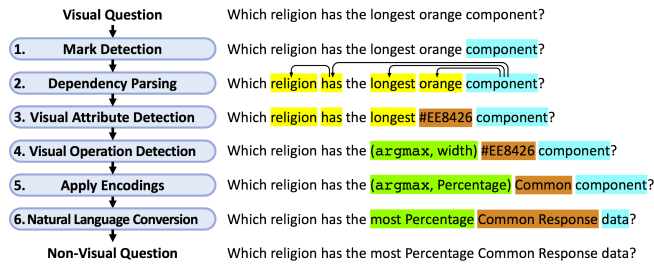 Visual Question Which religion has the longest orange component?
1. Mark Detection Which religion has the longest orange component?
2. Dependency Parsing Which religion has the longest orange component?
3. Visual Attribute Detection Which religion has the longest #EE8426 component?
4. Visual Operation Detection Which religion has the (argmax, width) #EE8426 component?
5. Apply Encodings Which religion has the (argmax, Percentage) Common component?
6. Natural Language Conversion Which religion has the most Percentage Common Response data?
Non-Visual Question Which religion has the most Percentage Common Response data?